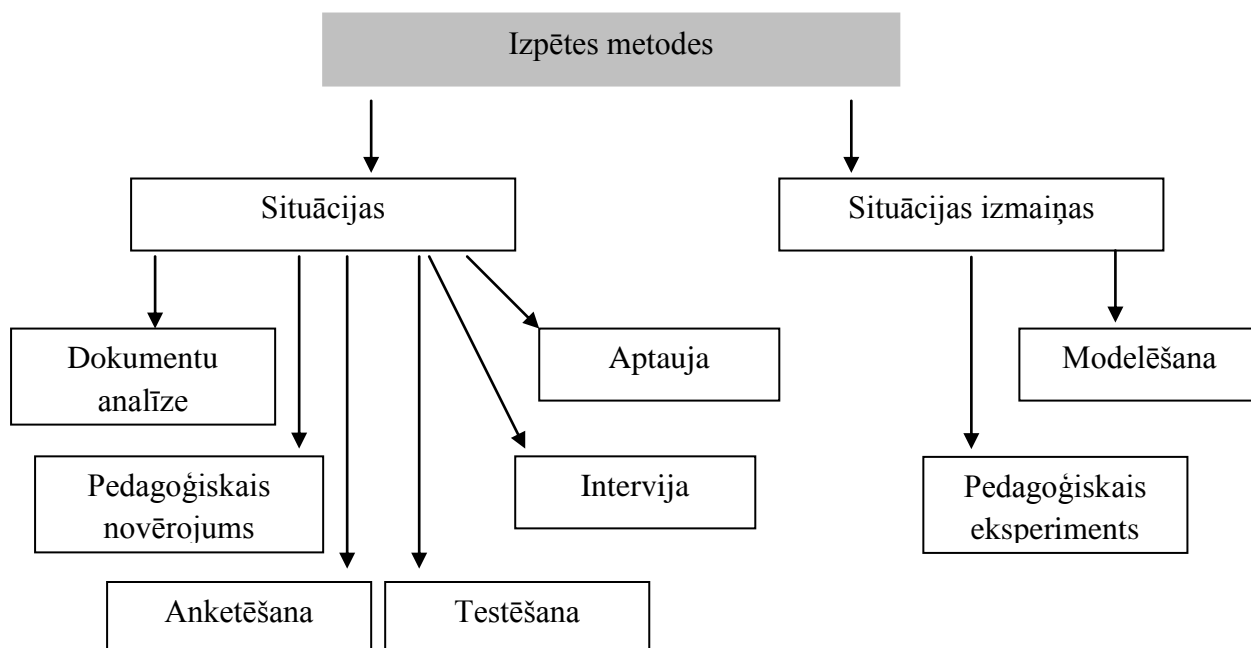 Izpētes metodes
Situācijas
Situācijas izmaiņas
Dokumentu
analīze
Aptauja
Modelēšana
Pedagoģiskais
novērojums
Intervija
Pedagoģiskais
eksperiments
Anketēšana
Testēšana